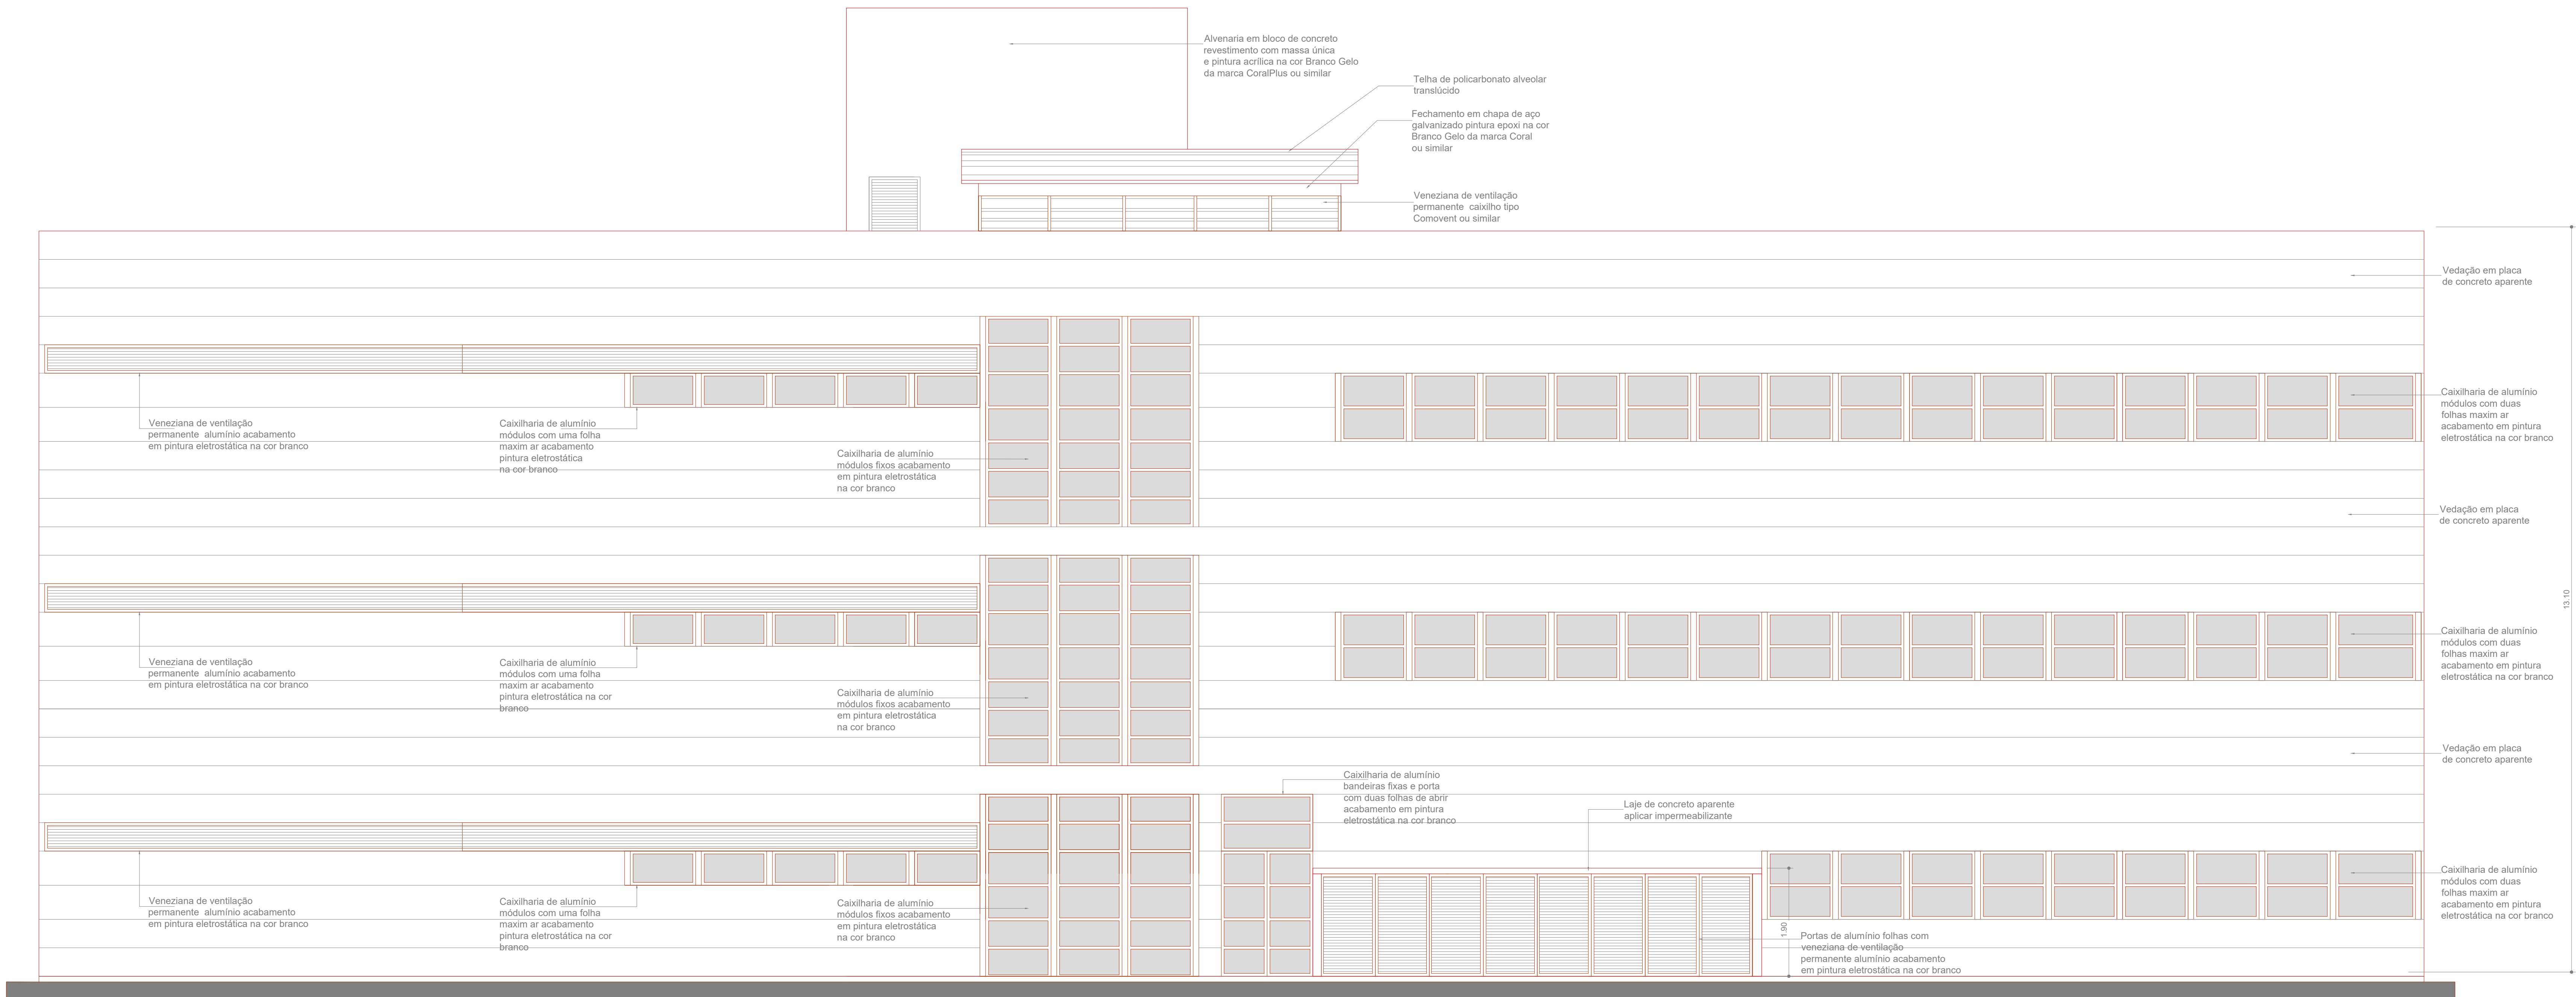 Alvenaria em bloco de concreto
revestimento com massa única
e pintura acrílica na cor Branco Gelo
da marca CoralPlus ou similar
Telha de policarbonato alveolar
translúcido
Fechamento em chapa de aço
galvanizado pintura epoxi na cor
Branco Gelo da marca Coral
ou similar
Veneziana de ventilação
permanente caixilho tipo
Comovent ou similar
Vedação em placa
de concreto aparente
Veneziana de ventilação
permanente alumínio acabamento
em pintura eletrostática na cor branco
Caixilharia de alumínio
módulos com uma folha
maxim ar acabamento
pintura eletrostática
na cor branco
Caixilharia de alumínio
módulos fixos acabamento
em pintura eletrostática
na cor branco
Caixilharia de alumínio
módulos com duas
folhas maxim ar
acabamento em pintura
eletrostática na cor branco
Vedação em placa
de concreto aparente
13.10
Veneziana de ventilação
permanente alumínio acabamento
em pintura eletrostática na cor branco
Caixilharia de alumínio
módulos com uma folha
maxim ar acabamento
pintura eletrostática na cor
branco
Caixilharia de alumínio
módulos fixos acabamento
em pintura eletrostática
na cor branco
Caixilharia de alumínio
módulos com duas
folhas maxim ar
acabamento em pintura
eletrostática na cor branco
Vedação em placa
de concreto aparente
Caixilharia de alumínio
bandeiras fixas e porta
com duas folhas de abrir
acabamento em pintura
eletrostática na cor branco
Laje de concreto aparente
aplicar impermeabilizante
Veneziana de ventilação
permanente alumínio acabamento
em pintura eletrostática na cor branco
Caixilharia de alumínio
módulos com uma folha
maxim ar acabamento
pintura eletrostática na cor
branco
Caixilharia de alumínio
módulos fixos acabamento
em pintura eletrostática
na cor branco
Caixilharia de alumínio
módulos com duas
folhas maxim ar
acabamento em pintura
eletrostática na cor branco
1.90
Portas de alumínio folhas com
veneziana de ventilação
permanente alumínio acabamento
em pintura eletrostática na cor branco